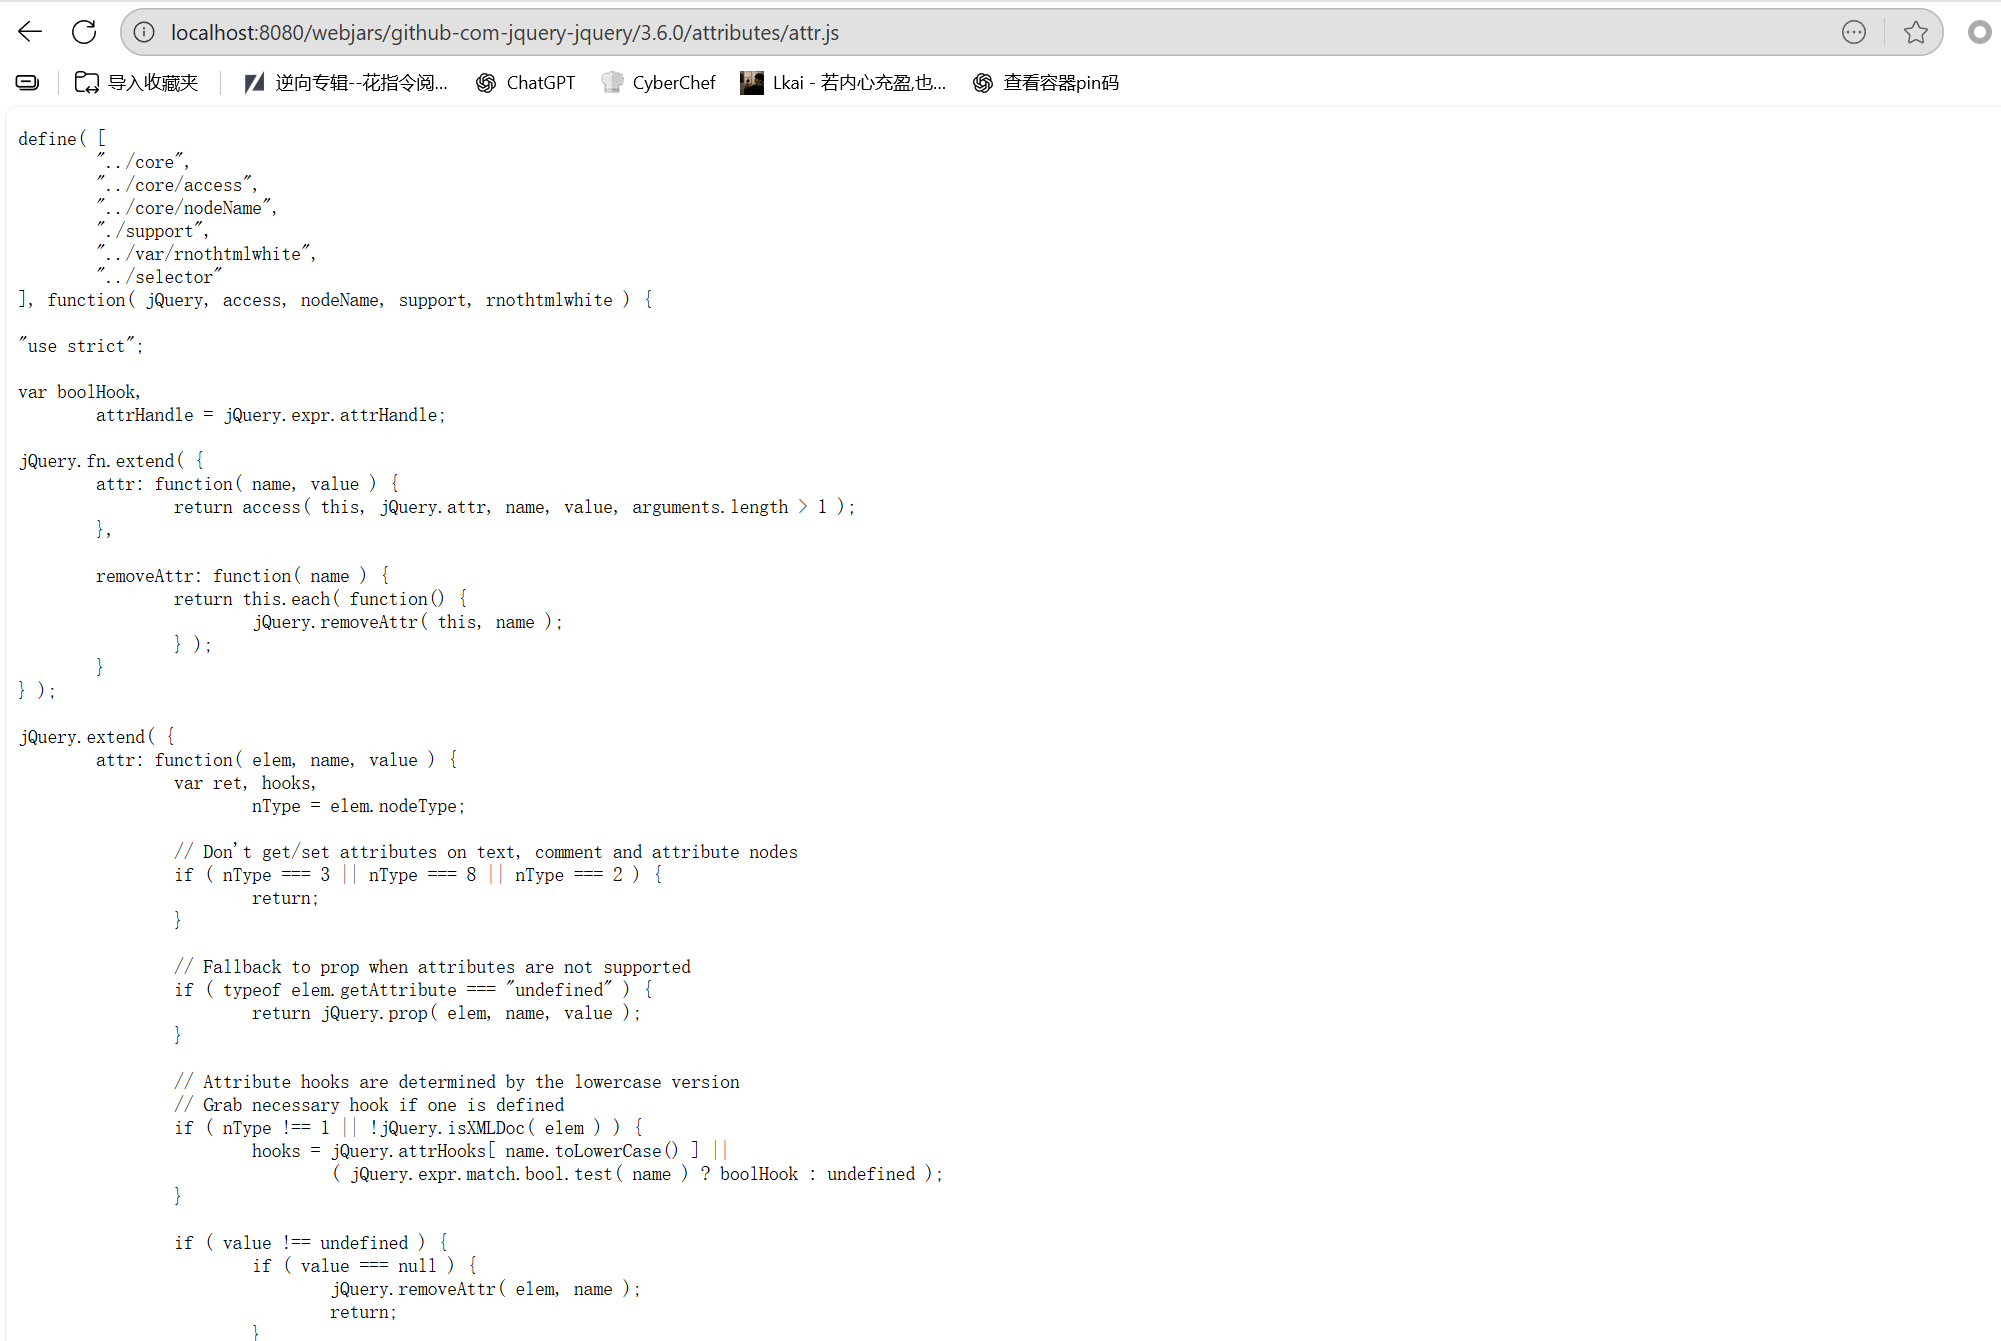 localhost:8080/webjars/github-com-jquery-jquery/3.6.0/attributes/attr.js
导入收藏夹 逆向专辑--花指令阅... ChatGPT CyberChef Lkai - 若内心充盈,也... 查看容器pin码
define( [
	"../core",
	"../core/access",
	"../core/nodeName",
	"./support",
	"../var/rnothtmlwhite",
	"../selector"
], function( jQuery, access, nodeName, support, rnothtmlwhite ) {

"use strict";

var boolHook,
	attrHandle = jQuery.expr.attrHandle;

jQuery.fn.extend( {
	attr: function( name, value ) {
		return access( this, jQuery.attr, name, value, arguments.length > 1 );
	},

	removeAttr: function( name ) {
		return this.each( function() {
			jQuery.removeAttr( this, name );
		} );
	}
} );

jQuery.extend( {
	attr: function( elem, name, value ) {
		var ret, hooks,
			nType = elem.nodeType;

		// Don't get/set attributes on text, comment and attribute nodes
		if ( nType === 3 || nType === 8 || nType === 2 ) {
			return;
		}

		// Fallback to prop when attributes are not supported
		if ( typeof elem.getAttribute === "undefined" ) {
			return jQuery.prop( elem, name, value );
		}

		// Attribute hooks are determined by the lowercase version
		// Grab necessary hook if one is defined
		if ( nType !== 1 || !jQuery.isXMLDoc( elem ) ) {
			hooks = jQuery.attrHooks[ name.toLowerCase() ] ||
				( jQuery.expr.match.bool.test( name ) ? boolHook : undefined );
		}

		if ( value !== undefined ) {
			if ( value === null ) {
				jQuery.removeAttr( elem, name );
				return;
			}